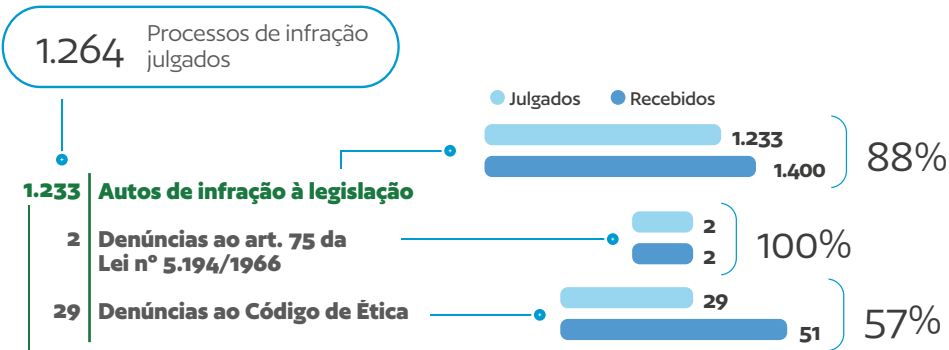 1.264 Processos de infração
julgados
Julgados Recebidos
1.233
1.400
88%
1.233 Autos de infração à legislação
2 Denúncias ao art. 75 da
Lei nº 5.194/1966
2
2
100%
29 Denúncias ao Código de Ética
29
51
57%